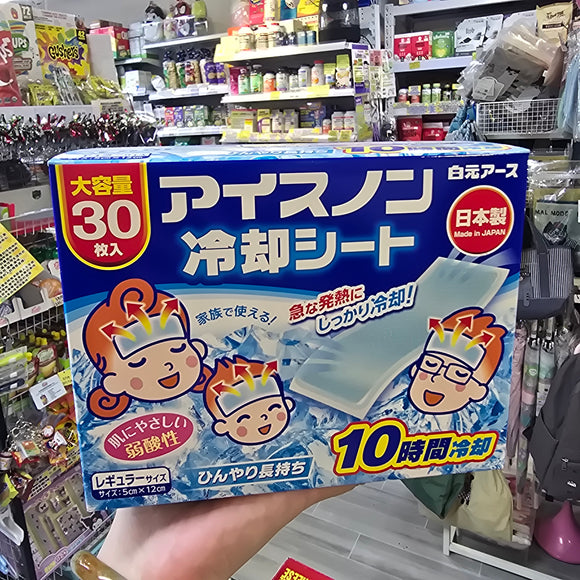 大容量
30
枚入
アイスノン
冷却シート
白元アース
日本製
Made in JAPAN
家族で使える!
急な発熱に
しっかり冷却!
肌にやさしい
弱酸性
10時間冷却
ひんやり長持ち
レギュラーサイズ
サイズ:5cm×12cm
Gushers
UPS